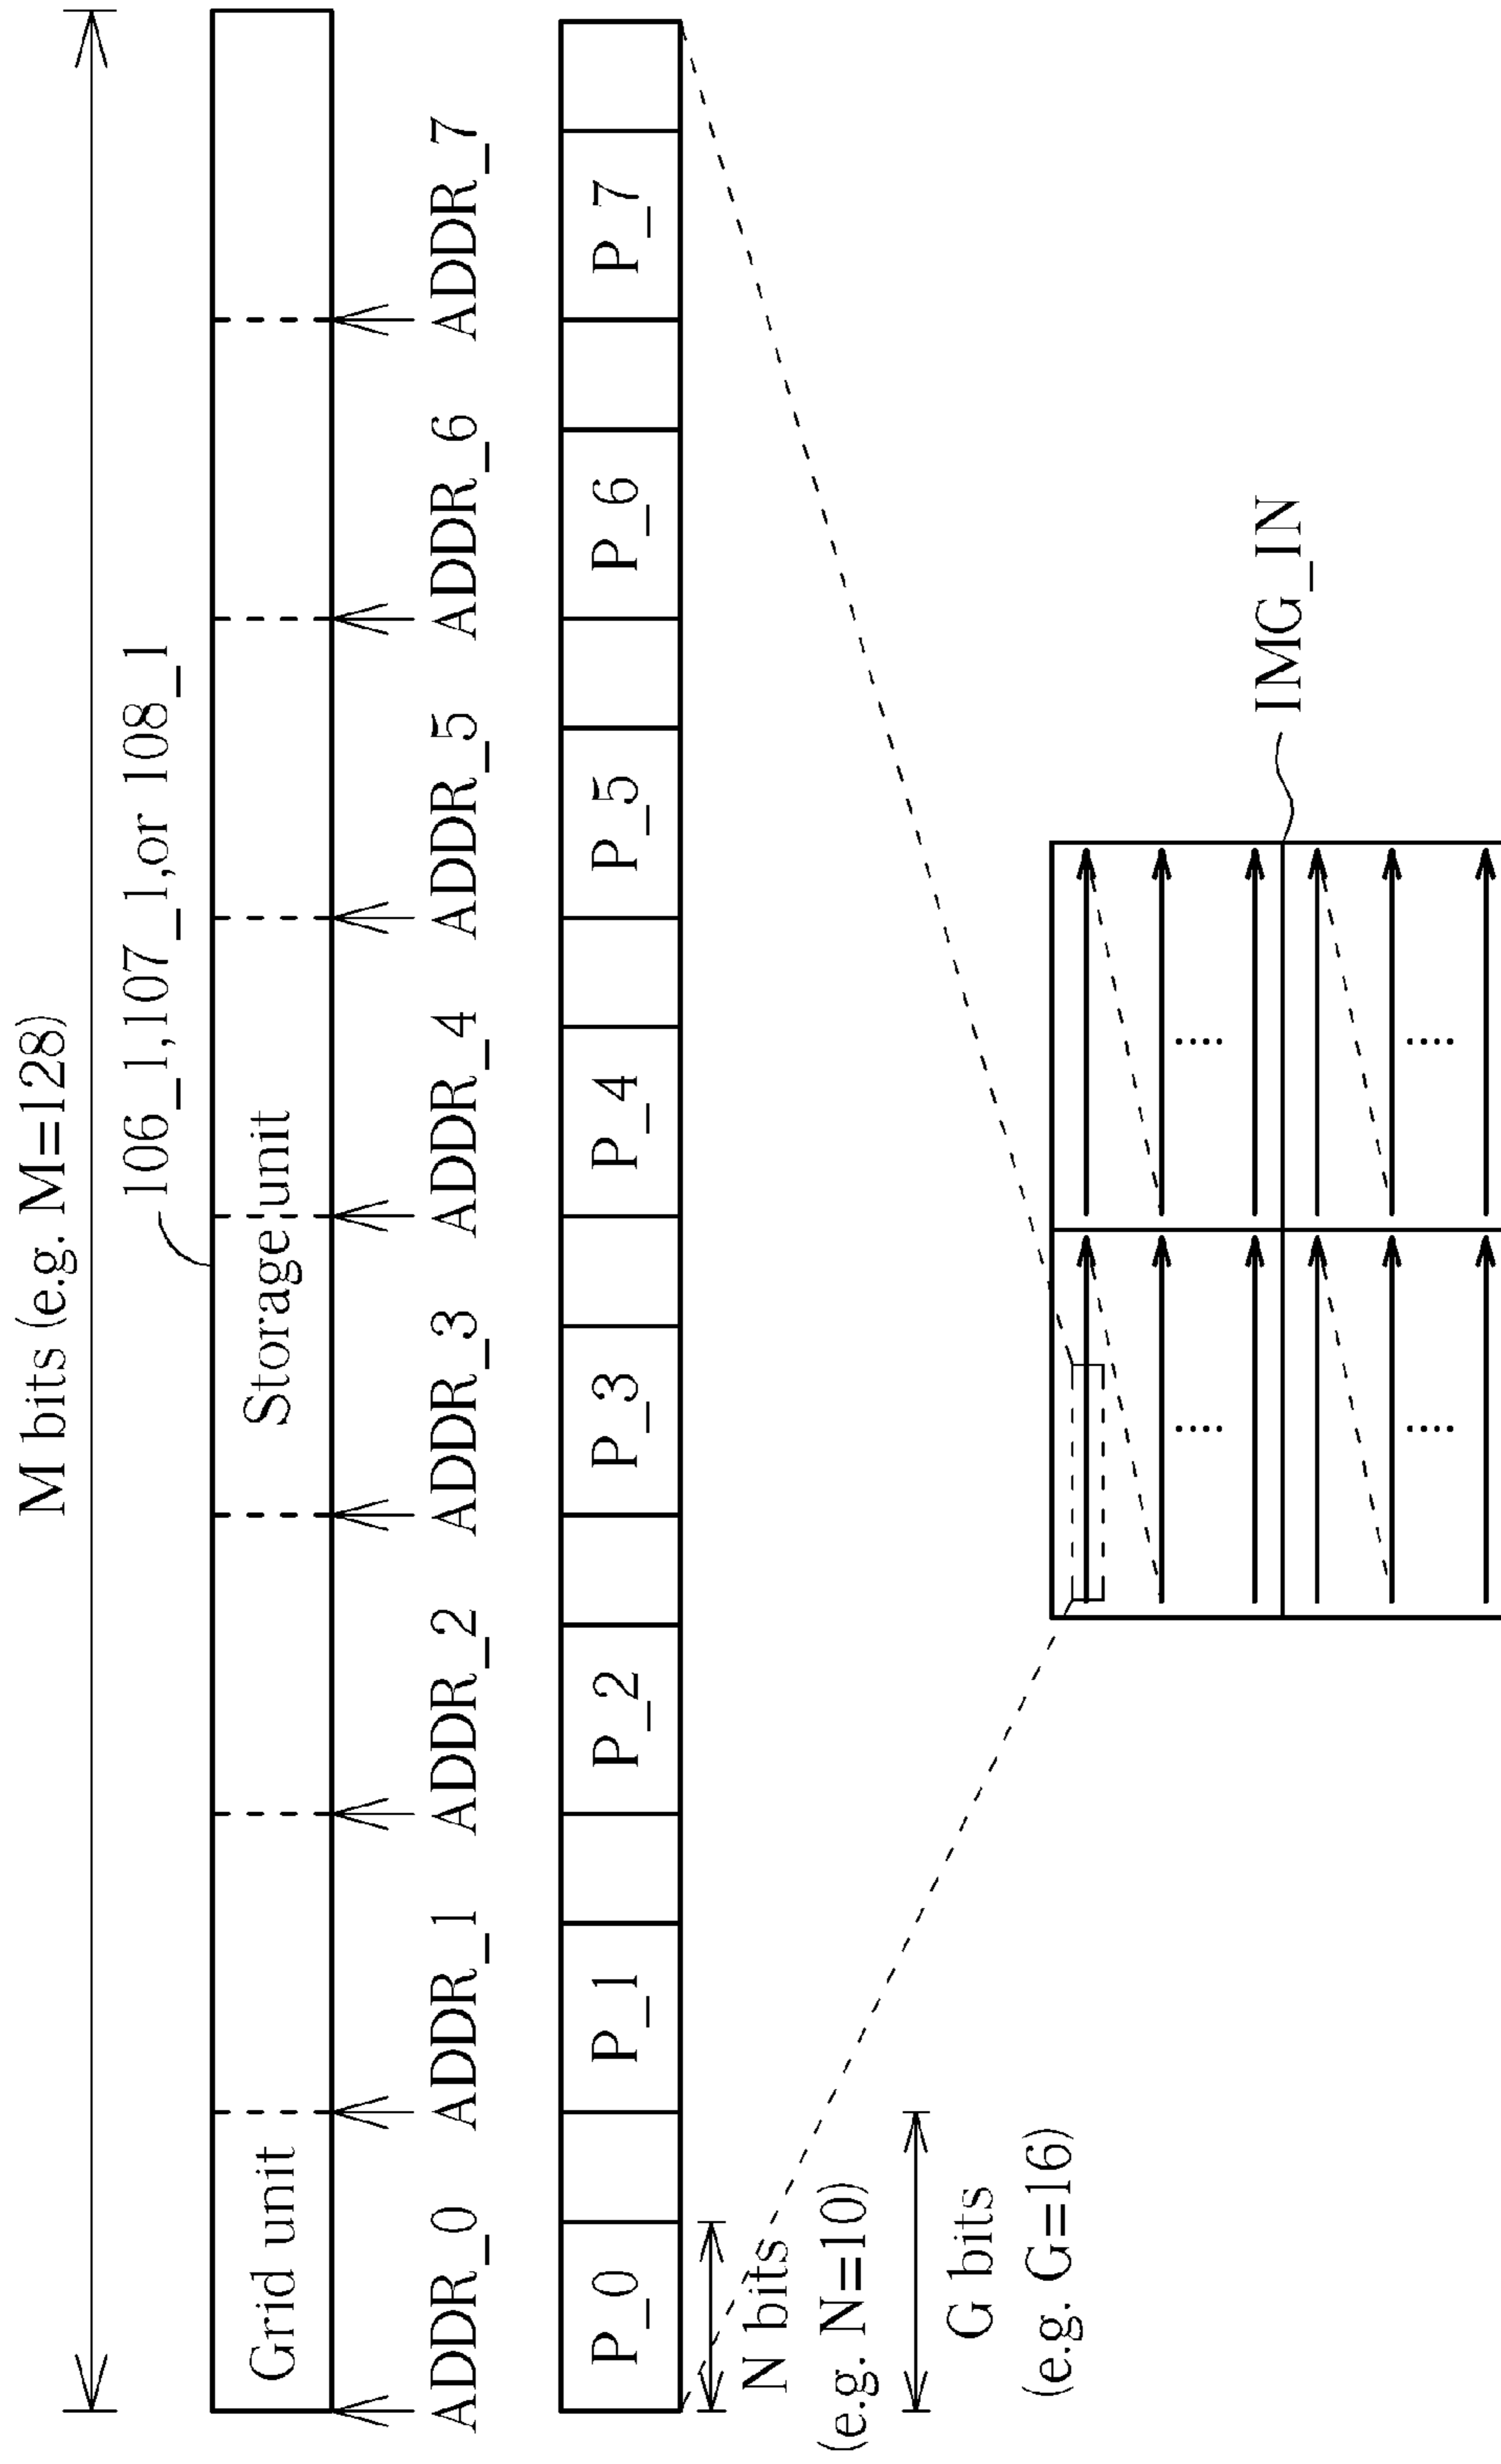 M bits (e.g. M=128)
106_1,107_1,or 108_1
Grid unit
Storage unit
ADDR_0 ADDR_1 ADDR_2 ADDR_3 ADDR_4 ADDR_5 ADDR_6 ADDR_7
P_0 P_1 P_2 P_3 P_4 P_5 P_6 P_7
N bits
(e.g. N=10)
G bits
(e.g. G=16)
IMG_IN